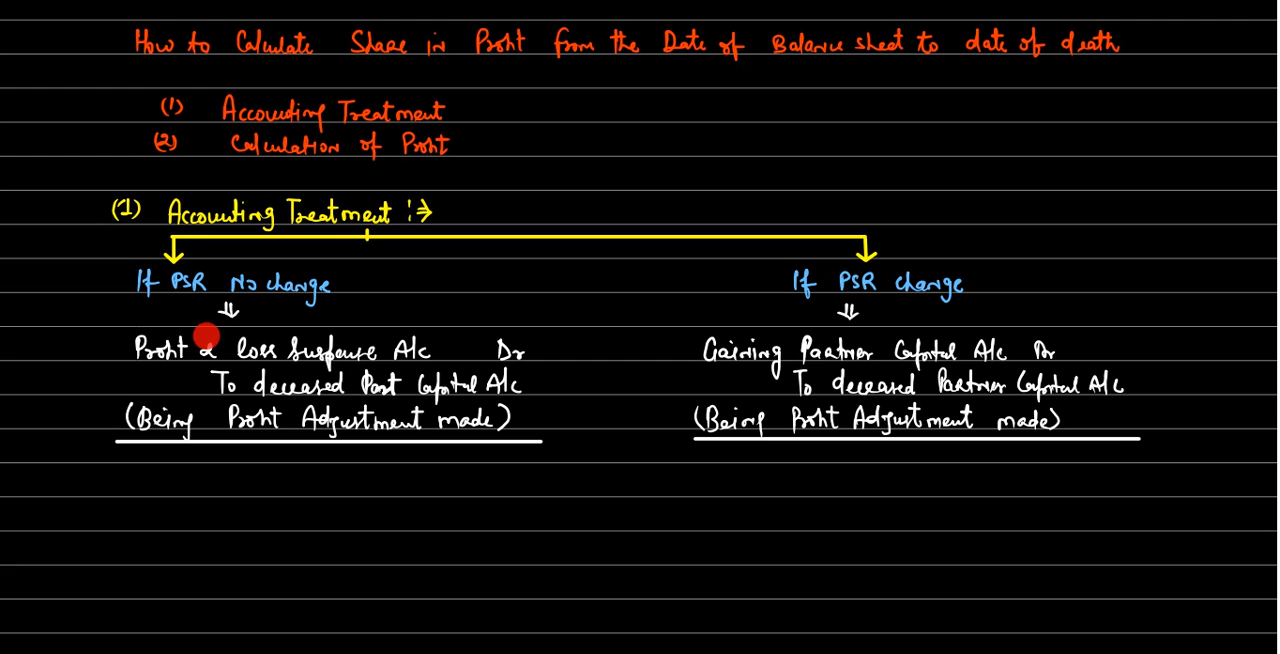 How to Calculate Share in Profit from the Date of Balance sheet to date of death
(1) Accounting Treatment
(2) Calculation of Profit
(1) Accounting Treatment :⇒
If PSR No change
If PSR change
⇓
⇓
Profit & loss Suspense A/c Dr
To deceased Part Capital A/c
(Being Profit Adjustment made)
Gaining Partner Capital A/c Dr
To deceased Partner Capital A/c
(Being Profit Adjustment made)